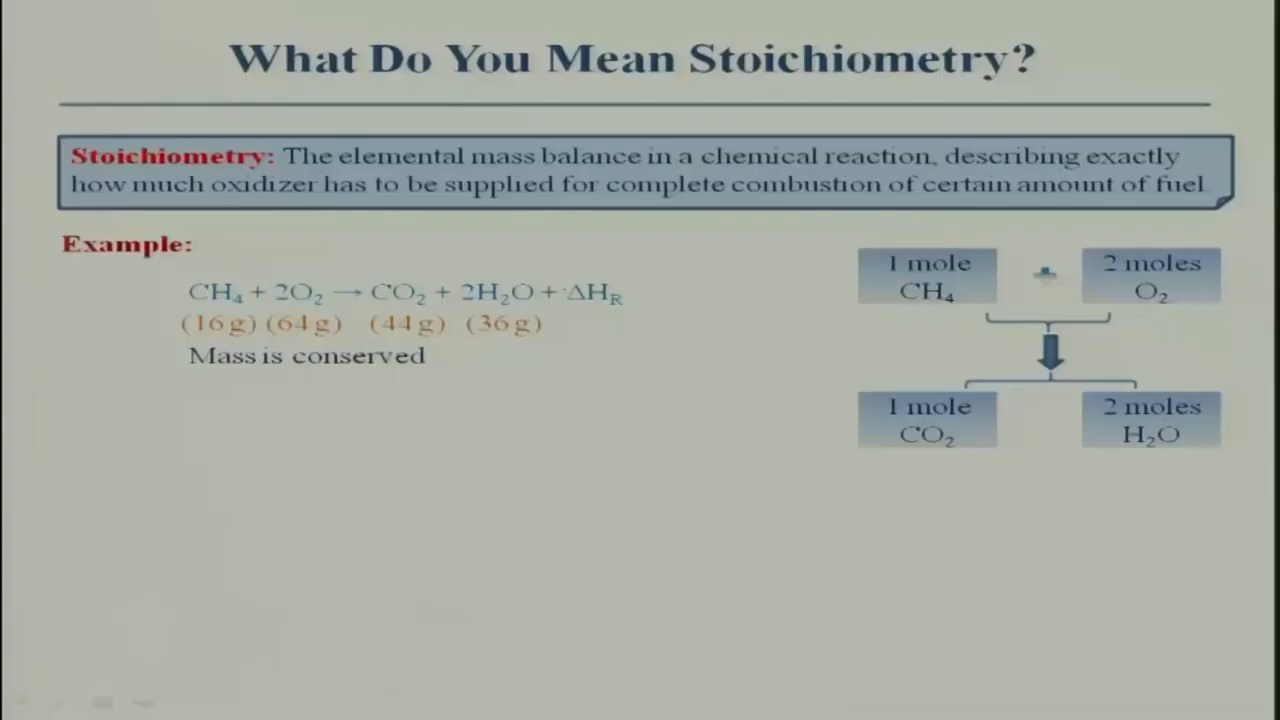 What Do You Mean Stoichiometry?
Stoichiometry: The elemental mass balance in a chemical reaction, describing exactly
how much oxidizer has to be supplied for complete combustion of certain amount of fuel
Example:
CH₄ + 2O₂ → CO₂ + 2H₂O + ΔH_R
(16 g) (64 g) (44 g) (36 g)
Mass is conserved
1 mole
CH₄
+
2 moles
O₂
1 mole
CO₂
2 moles
H₂O